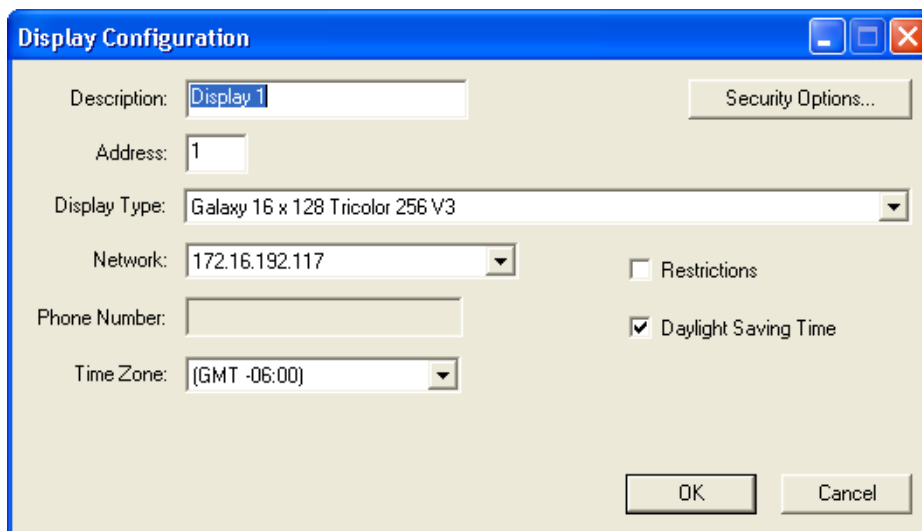 Display Configuration
Description: Display 1 Security Options...
Address: 1
Display Type: Galaxy 16 x 128 Tricolor 256 V3
Network: 172.16.192.117 Restrictions
Phone Number: Daylight Saving Time
Time Zone: (GMT -06:00)
OK Cancel